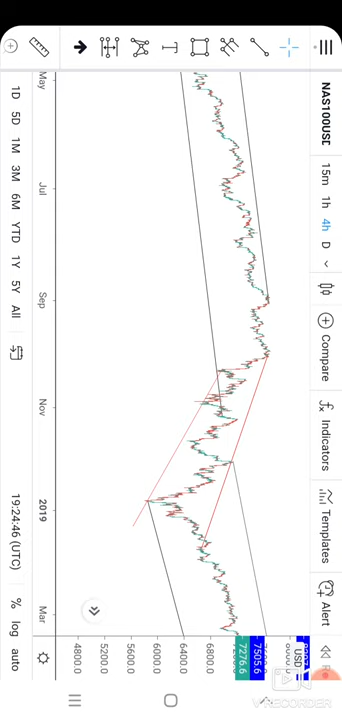 NAS100USD
15m 1h 4h D
Compare
Indicators
Templates
Alert
USD
7505.6
7276.6
6800.0
6400.0
6000.0
5600.0
5200.0
4800.0
May
Jul
Sep
Nov
2019
Mar
1D 5D 1M 3M 6M YTD 1Y 5Y All
19:24:46 (UTC)
% log auto
V RECORDER